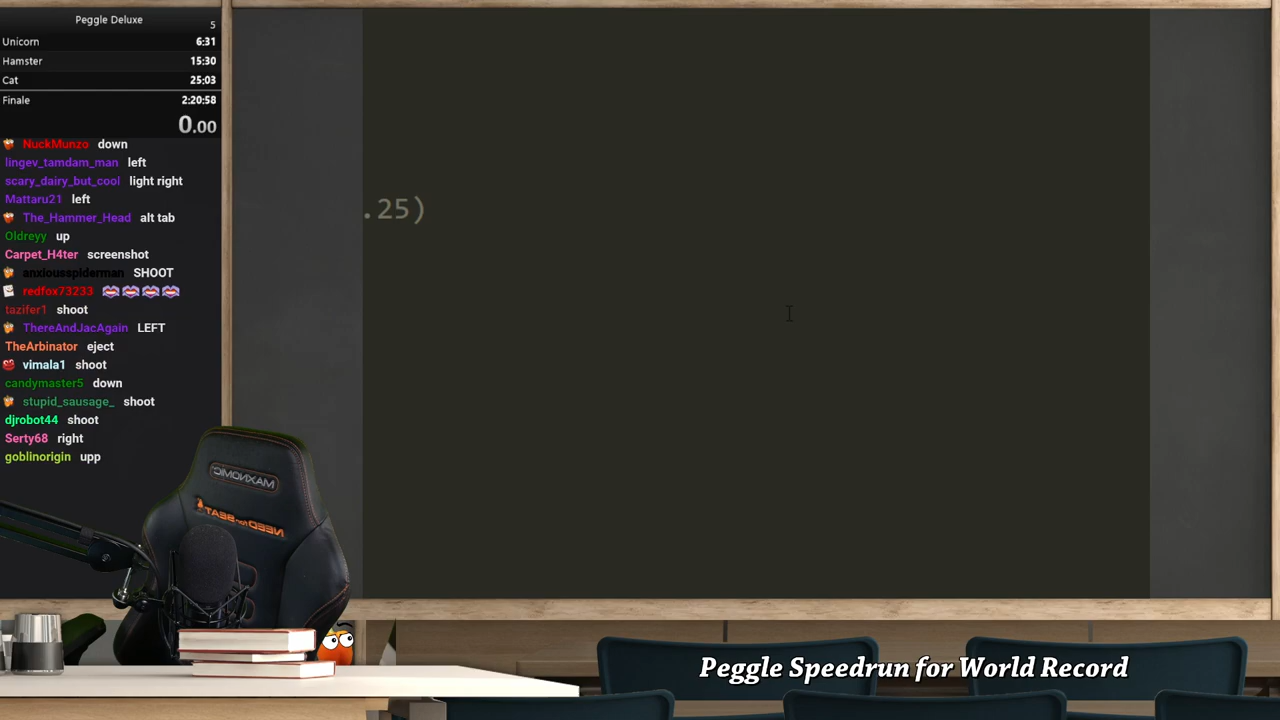 Peggle Deluxe
5
Unicorn 6:31
Hamster 15:30
Cat 25:03
Finale 2:20:58
0.00
NuckMunzo down
lingev_tamdam_man left
scary_dairy_but_cool light right
Mattaru21 left
The_Hammer_Head alt tab
Oldreyy up
Carpet_H4ter screenshot
anxiousspiderman SHOOT
redfox73233
tazifer1 shoot
ThereAndJacAgain LEFT
TheArbinator eject
vimala1 shoot
candymaster5 down
stupid_sausage_ shoot
djrobot44 shoot
Serty68 right
goblinorigin upp
.25)
MAXNOMIC
NEED for SEAT
Peggle Speedrun for World Record